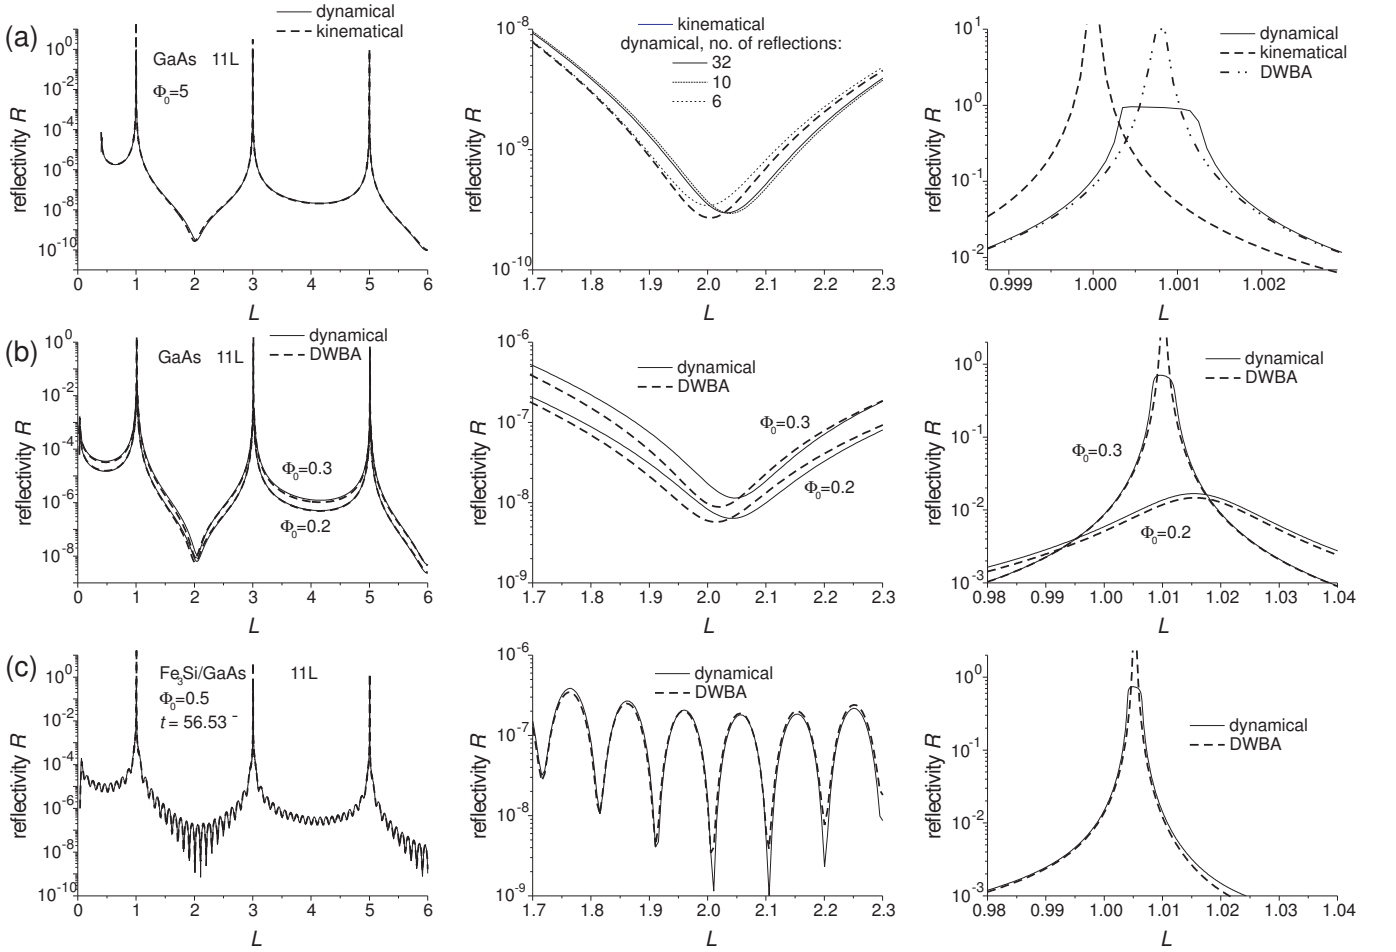 (a)
dynamical
kinematical
GaAs 11L
Φ0=5
reflectivity R
10^0
10^-2
10^-4
10^-6
10^-8
10^-10
0 1 2 3 4 5 6
L
kinematical
dynamical, no. of reflections:
32
10
6
reflectivity R
10^-8
10^-9
10^-10
1.7 1.8 1.9 2.0 2.1 2.2 2.3
L
dynamical
kinematical
DWBA
reflectivity R
10^1
10^0
10^-1
10^-2
0.999 1.000 1.001 1.002
L
(b)
dynamical
DWBA
GaAs 11L
Φ0=0.3
Φ0=0.2
reflectivity R
10^0
10^-2
10^-4
10^-6
10^-8
0 1 2 3 4 5 6
L
dynamical
DWBA
Φ0=0.3
Φ0=0.2
reflectivity R
10^-6
10^-7
10^-8
10^-9
1.7 1.8 1.9 2.0 2.1 2.2 2.3
L
dynamical
DWBA
Φ0=0.3
Φ0=0.2
reflectivity R
10^0
10^-1
10^-2
10^-3
0.98 0.99 1.00 1.01 1.02 1.03 1.04
L
(c)
dynamical
DWBA
Fe3Si/GaAs 11L
Φ0=0.5
t = 56.53 ¯
reflectivity R
10^0
10^-2
10^-4
10^-6
10^-8
10^-10
0 1 2 3 4 5 6
L
dynamical
DWBA
reflectivity R
10^-6
10^-7
10^-8
10^-9
1.7 1.8 1.9 2.0 2.1 2.2 2.3
L
dynamical
DWBA
reflectivity R
10^0
10^-1
10^-2
10^-3
0.98 0.99 1.00 1.01 1.02 1.03 1.04
L